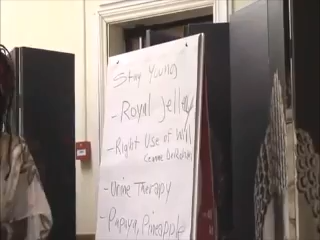 Stay Young
- Royal Jelly
- Right Use of Will
- Urine Therapy
- Papaya, Pineapple